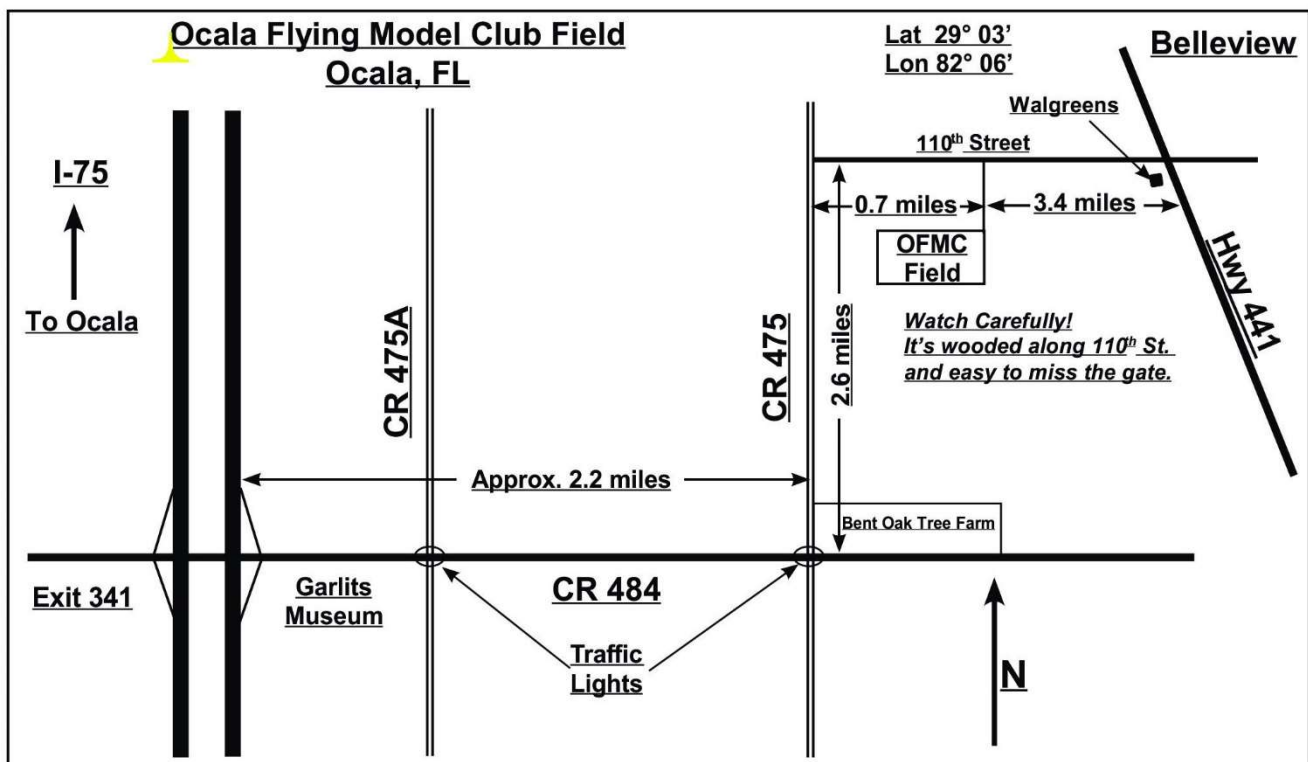 Ocala Flying Model Club Field
Ocala, FL
Lat 29° 03'
Lon 82° 06'
Belleview
Walgreens
110th Street
I-75
0.7 miles
3.4 miles
OFMC
Field
Hwy 441
To Ocala
CR 475A
CR 475
2.6 miles
Watch Carefully!
It's wooded along 110th St.
and easy to miss the gate.
Approx. 2.2 miles
Bent Oak Tree Farm
Exit 341
Garlits
Museum
CR 484
Traffic
Lights
N